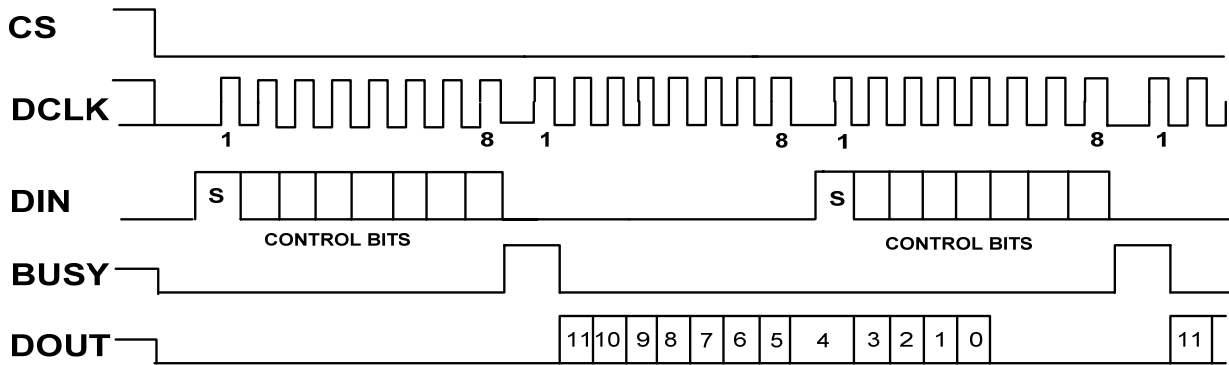 CS
DCLK
1 8 1 8 1 8 1
DIN
S S
CONTROL BITS CONTROL BITS
BUSY
DOUT
11 10 9 8 7 6 5 4 3 2 1 0 11